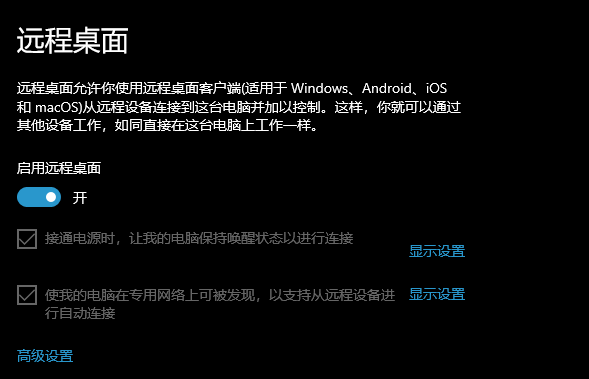 远程桌面
远程桌面允许你使用远程桌面客户端(适用于 Windows、Android、iOS
和 macOS)从远程设备连接到这台电脑并加以控制。这样，你就可以通过
其他设备工作，如同直接在这台电脑上工作一样。
启用远程桌面
开
接通电源时，让我的电脑保持唤醒状态以进行连接
显示设置
使我的电脑在专用网络上可被发现，以支持从远程设备进
行自动连接
显示设置
高级设置